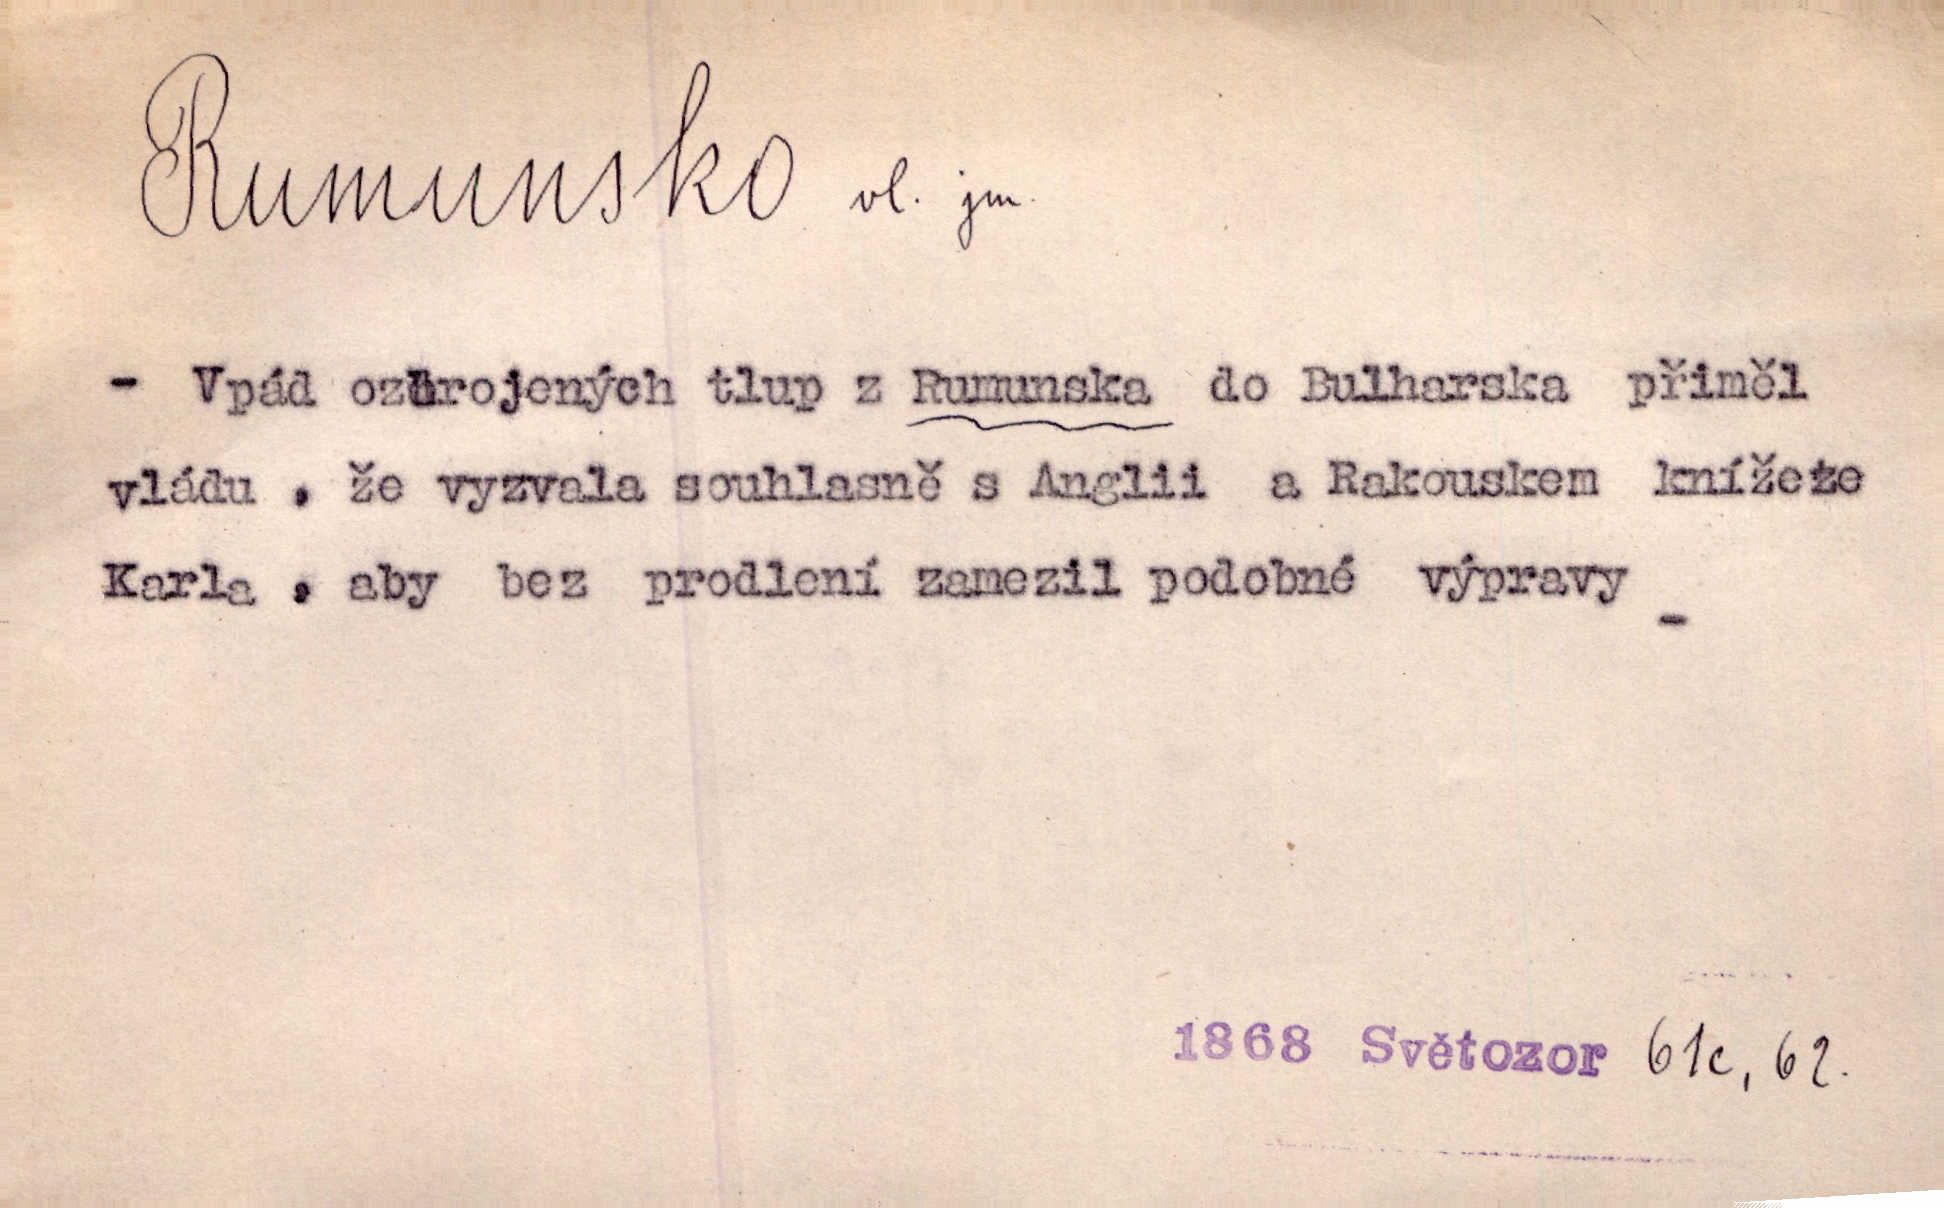 Rumunsko vl. jm.
- Vpád ozbrojených tlup z Rumunska do Bulharska přiměl
vládu , že vyzvala souhlasně s Anglii a Rakouskem knížete
Karla , aby bez prodlení zamezil podobné výpravy -
1868 Světozor 61c, 62.